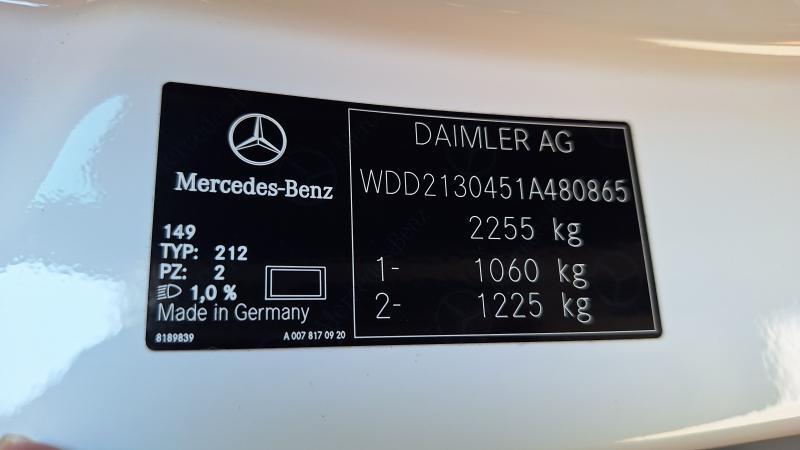 Mercedes-Benz
149
TYP: 212
PZ: 2
1,0 %
Made in Germany
8189839
A 007 817 09 20
DAIMLER AG
WDD2130451A480865
2255 kg
1- 1060 kg
2- 1225 kg